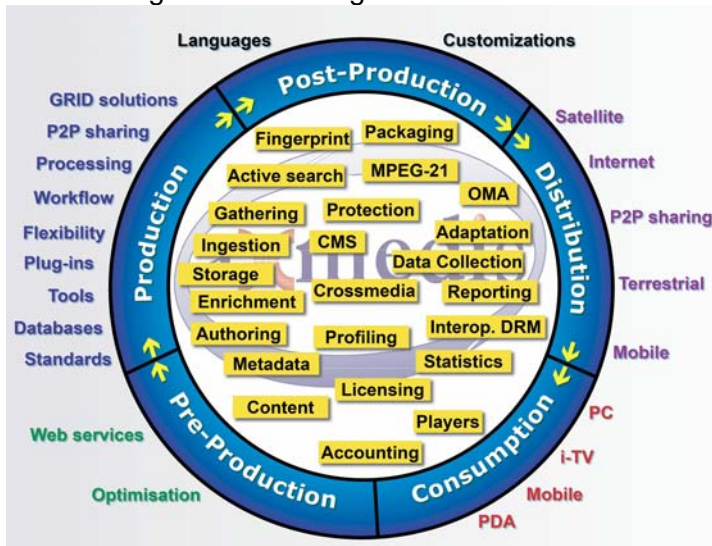 Languages
Customizations
Post-Production
GRID solutions
P2P sharing
Processing
Workflow
Flexibility
Plug-ins
Tools
Databases
Standards
Production
Satellite
Internet
P2P sharing
Terrestrial
Mobile
Distribution
Fingerprint
Packaging
Active search
MPEG-21
OMA
Gathering
Protection
Adaptation
Ingestion
CMS
Data Collection
Storage
Crossmedia
Reporting
Enrichment
Authoring
Profiling
Interop. DRM
Metadata
Statistics
Licensing
Content
Players
Accounting
Pre-Production
Web services
Optimisation
Consumption
PC
i-TV
Mobile
PDA